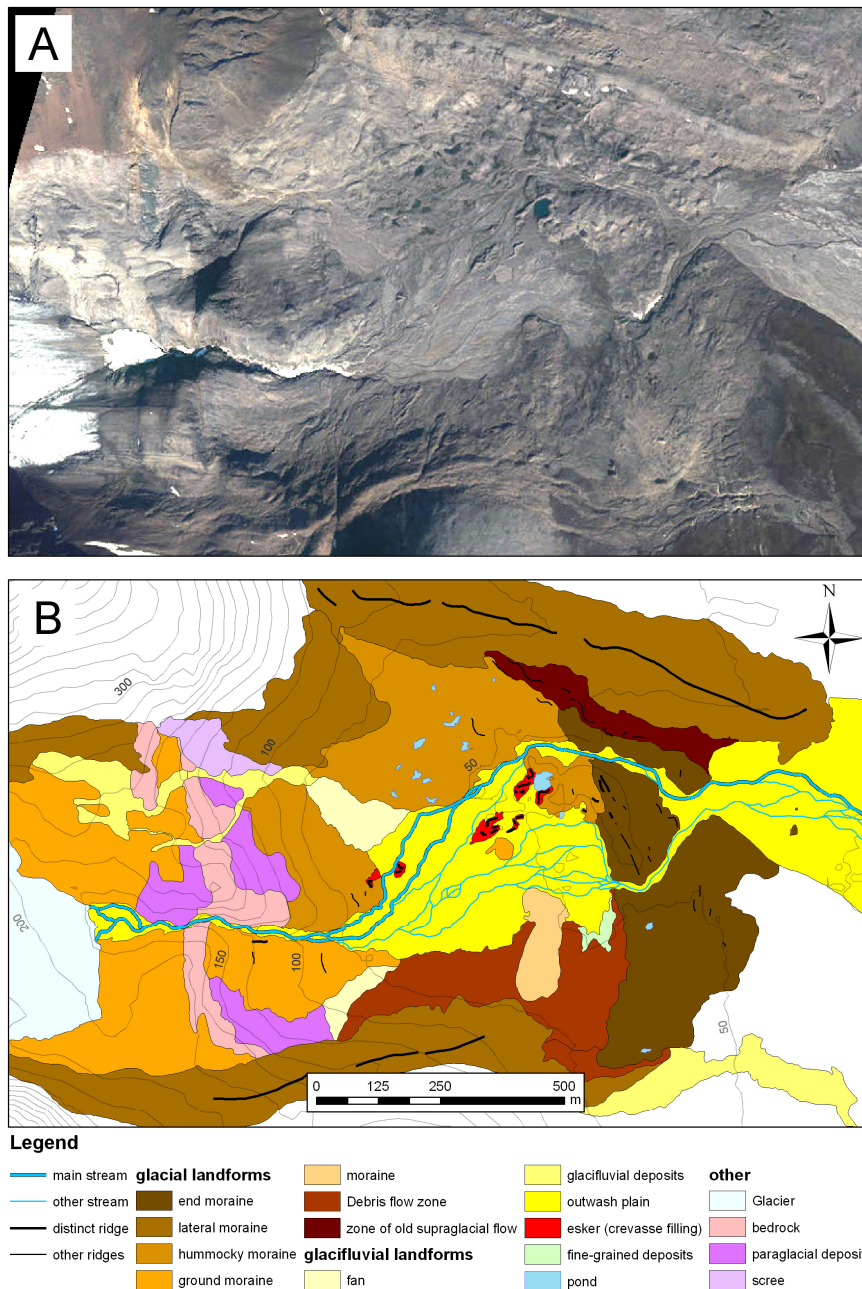 A
B
N
300
100
50
200
150
100
50
0 125 250 500
m
Legend
main stream
other stream
distinct ridge
other ridges
glacial landforms
end moraine
lateral moraine
hummocky moraine
ground moraine
moraine
Debris flow zone
zone of old supraglacial flow
glacifluvial landforms
fan
glacifluvial deposits
outwash plain
esker (crevasse filling)
fine-grained deposits
pond
other
Glacier
bedrock
paraglacial deposit
scree